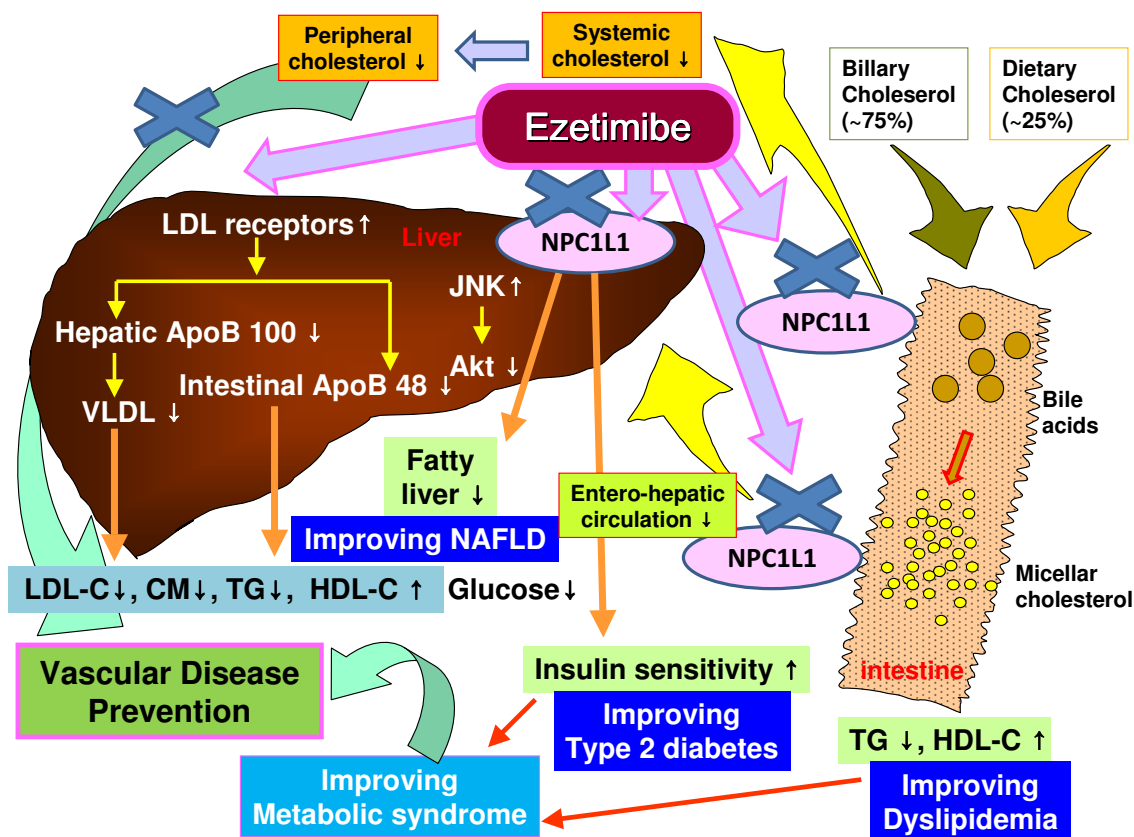 Peripheral
cholesterol ↓
Systemic
cholesterol ↓
Billary
Choleserol
(~75%)
Dietary
Choleserol
(~25%)
Ezetimibe
LDL receptors ↑
Liver
NPC1L1
JNK ↑
NPC1L1
Hepatic ApoB 100 ↓
Akt ↓
Intestinal ApoB 48 ↓
VLDL ↓
Bile
acids
Fatty
liver ↓
Entero-hepatic
circulation ↓
Improving NAFLD
NPC1L1
LDL-C↓, CM↓, TG↓, HDL-C ↑ Glucose↓
Micellar
cholesterol
Vascular Disease
Prevention
Insulin sensitivity ↑
intestine
Improving
Type 2 diabetes
TG ↓, HDL-C ↑
Improving
Metabolic syndrome
Improving
Dyslipidemia